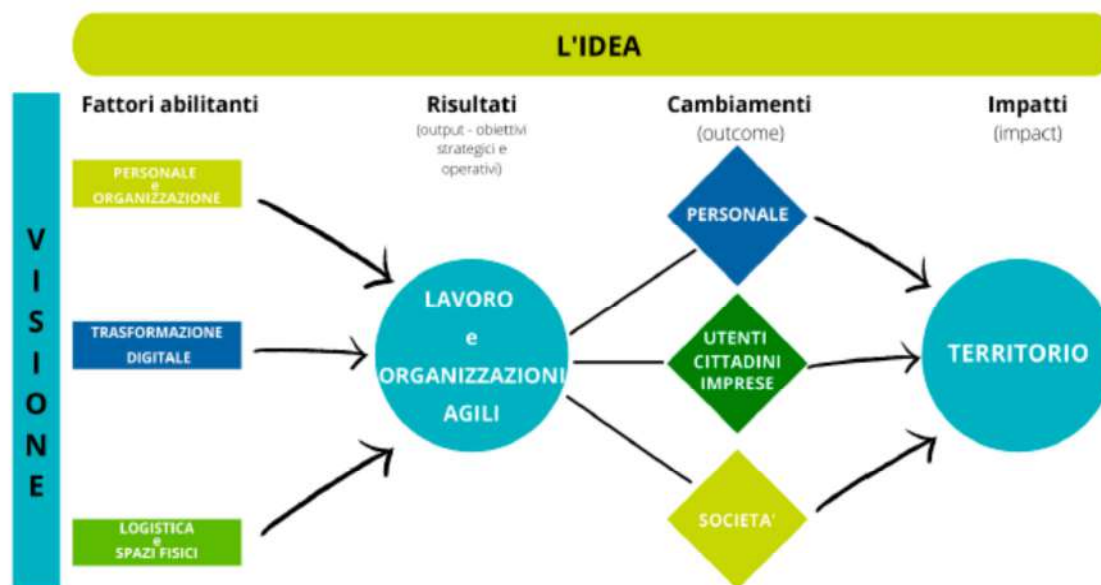 L'IDEA
VISIONE
Fattori abilitanti
PERSONALE
e
ORGANIZZAZIONE
TRASFORMAZIONE
DIGITALE
LOGISTICA
e
SPAZI FISICI
Risultati
(output - obiettivi
strategici e
operativi)
LAVORO
e
ORGANIZZAZIONI
AGILI
Cambiamenti
(outcome)
PERSONALE
UTENTI
CITTADINI
IMPRESE
SOCIETA'
Impatti
(impact)
TERRITORIO